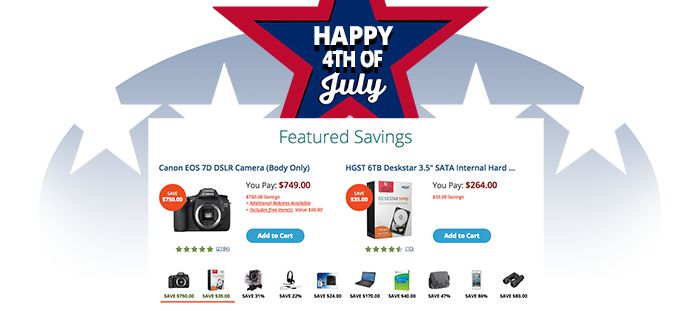 HAPPY
4TH OF
July
Featured Savings
Canon EOS 7D DSLR Camera (Body Only)
SAVE
$750.00
You Pay: $749.00
$750.00 Savings
+ Additional Rebates Available
+ Includes free item(s) Value $50.00
Add to Cart
(2184)
HGST 6TB Deskstar 3.5" SATA Internal Hard ...
SAVE
$35.00
DESKSTAR NAS
You Pay: $264.00
$35.00 Savings
Add to Cart
(10)
SAVE $750.00
SAVE $35.00
SAVE 31%
SAVE 22%
SAVE $24.00
SAVE $170.00
SAVE $40.00
SAVE 47%
SAVE 86%
SAVE $80.00